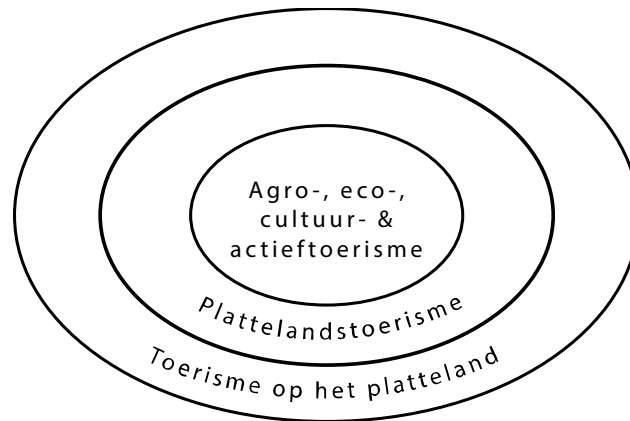 Agro-, eco-,
cultuur- &
actieftoerisme
Plattelandstoerisme
Toerisme op het platteland